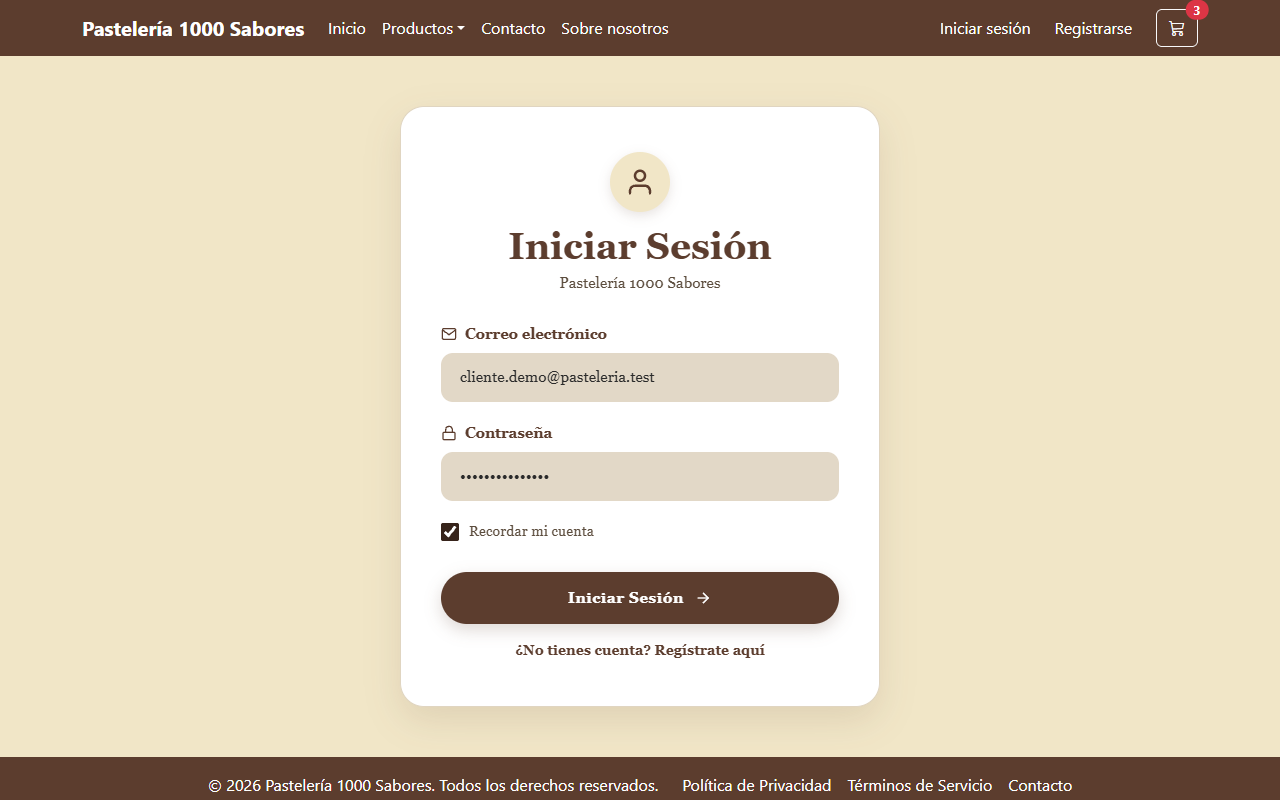 Pastelería 1000 Sabores Inicio Productos Contacto Sobre nosotros Iniciar sesión Registrarse 3
Iniciar Sesión
Pastelería 1000 Sabores
Correo electrónico
cliente.demo@pasteleria.test
Contraseña
•••••••••••••••
Recordar mi cuenta
Iniciar Sesión →
¿No tienes cuenta? Regístrate aquí
© 2026 Pastelería 1000 Sabores. Todos los derechos reservados. Política de Privacidad Términos de Servicio Contacto